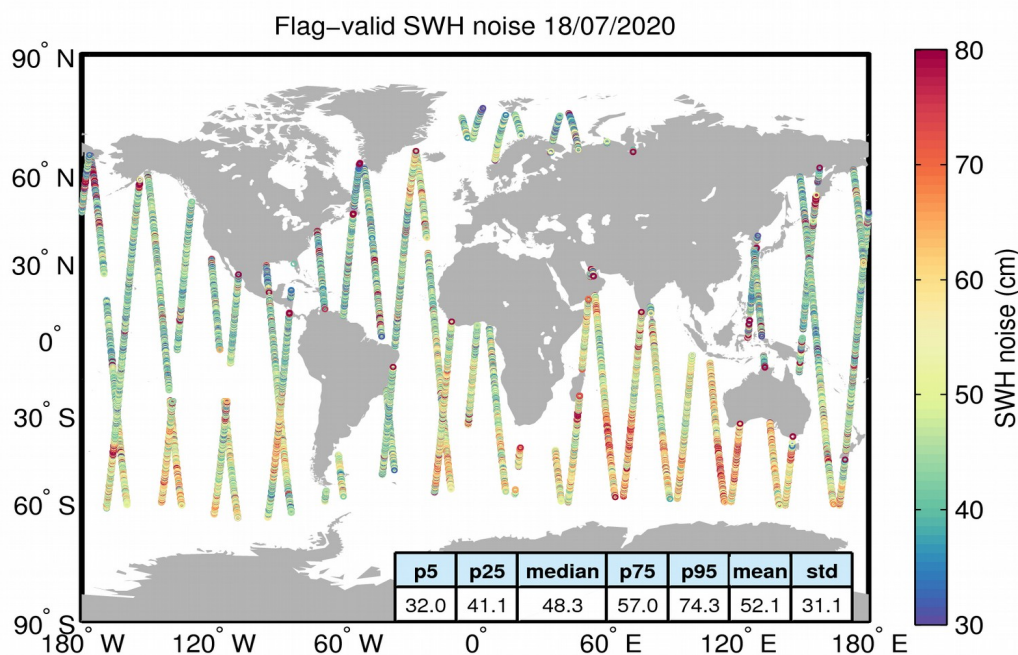 Flag−valid SWH noise 18/07/2020
90° N
60° N
30° N
0°
30° S
60° S
90° S
180° W
120° W
60° W
0°
60° E
120° E
180° E
80
70
60
50
40
30
SWH noise (cm)
p5 p25 median p75 p95 mean std
32.0 41.1 48.3 57.0 74.3 52.1 31.1